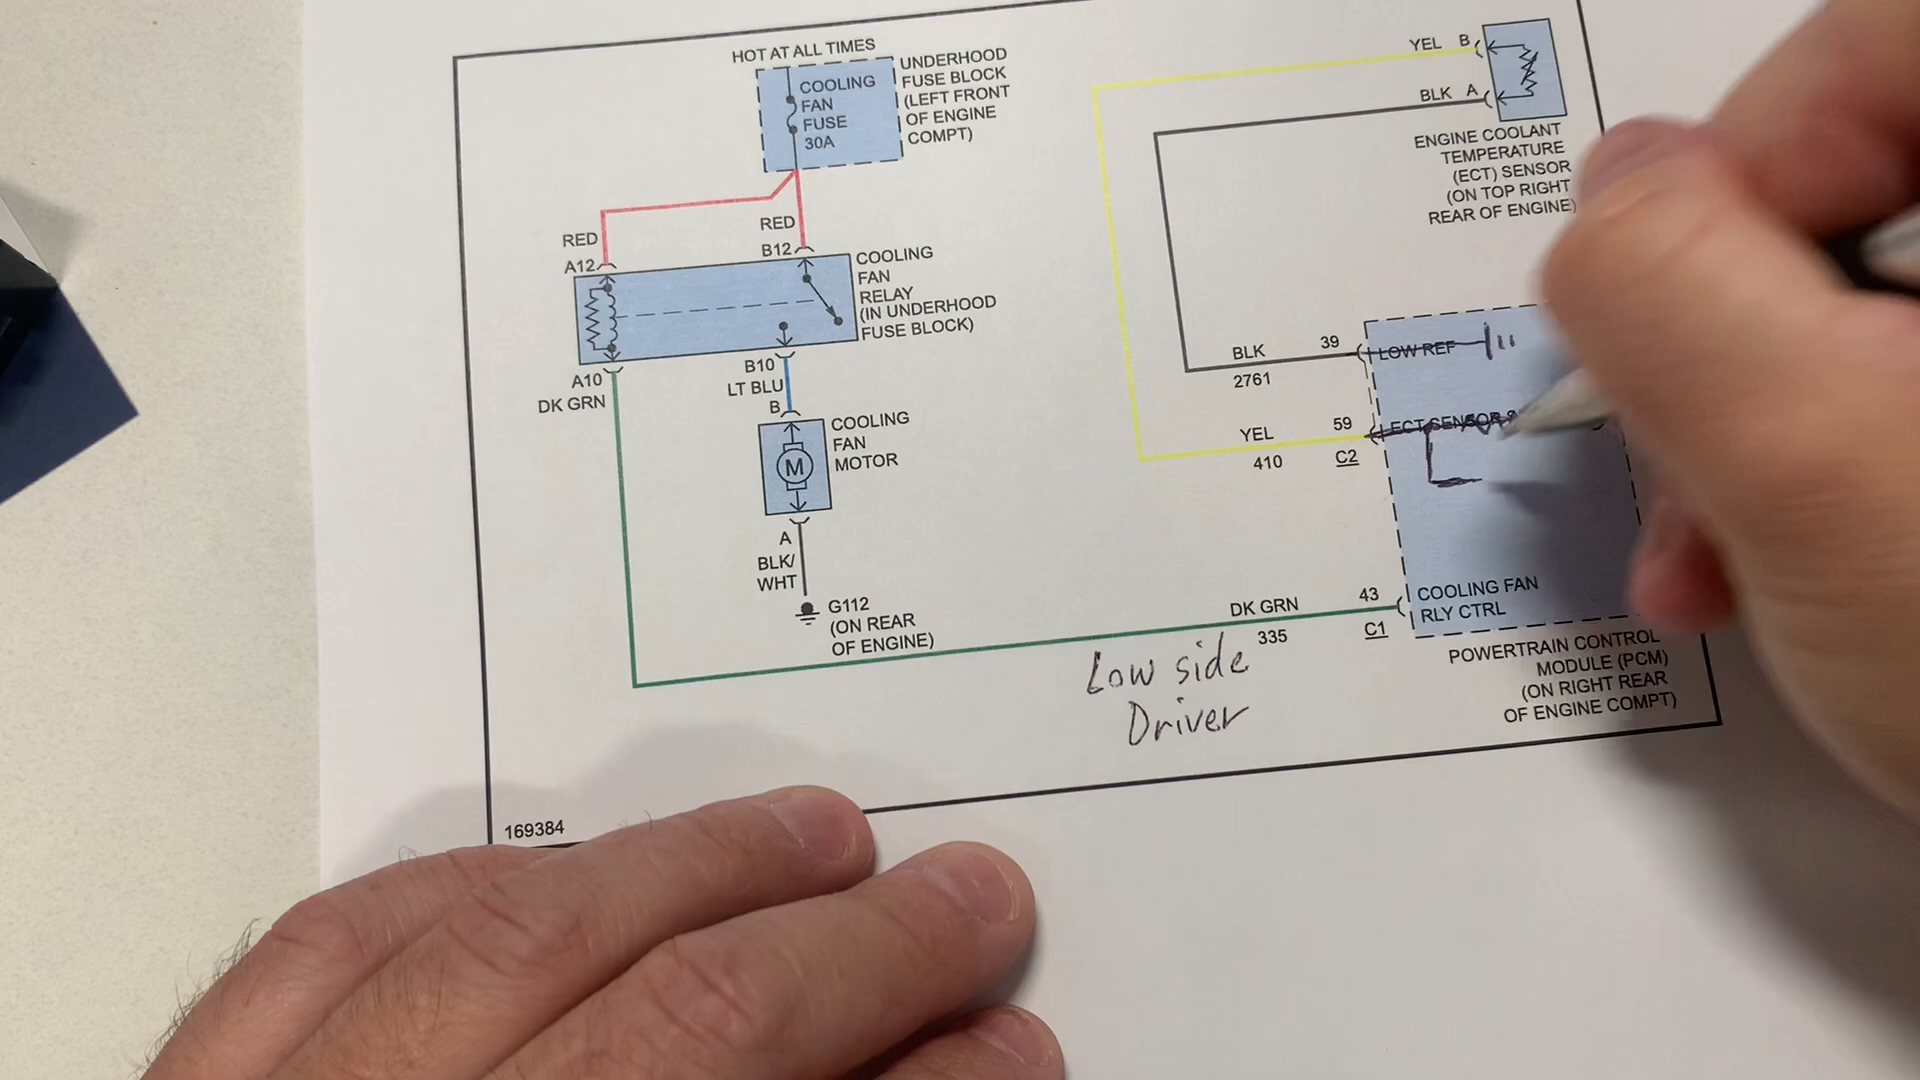 HOT AT ALL TIMES
COOLING
FAN
FUSE
30A
UNDERHOOD
FUSE BLOCK
(LEFT FRONT
OF ENGINE
COMPT)
RED
RED
A12
B12
COOLING
FAN
RELAY
(IN UNDERHOOD
FUSE BLOCK)
A10
DK GRN
B10
LT BLU
B
COOLING
FAN
MOTOR
M
A
BLK/
WHT
G112
(ON REAR
OF ENGINE)
YEL B
BLK A
ENGINE COOLANT
TEMPERATURE
(ECT) SENSOR
(ON TOP RIGHT
REAR OF ENGINE)
BLK 39
2761
LOW REF
YEL 59
410 C2
ECT SENSOR
DK GRN 43
335 C1
COOLING FAN
RLY CTRL
Low side
Driver
POWERTRAIN CONTROL
MODULE (PCM)
(ON RIGHT REAR
OF ENGINE COMPT)
169384